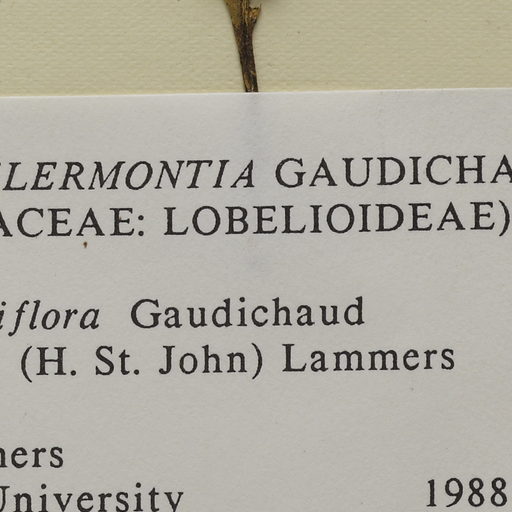 LERMONTIA GAUDICHA
ACEAE: LOBELIOIDEAE)
iflora Gaudichaud
(H. St. John) Lammers
ners
University 1988